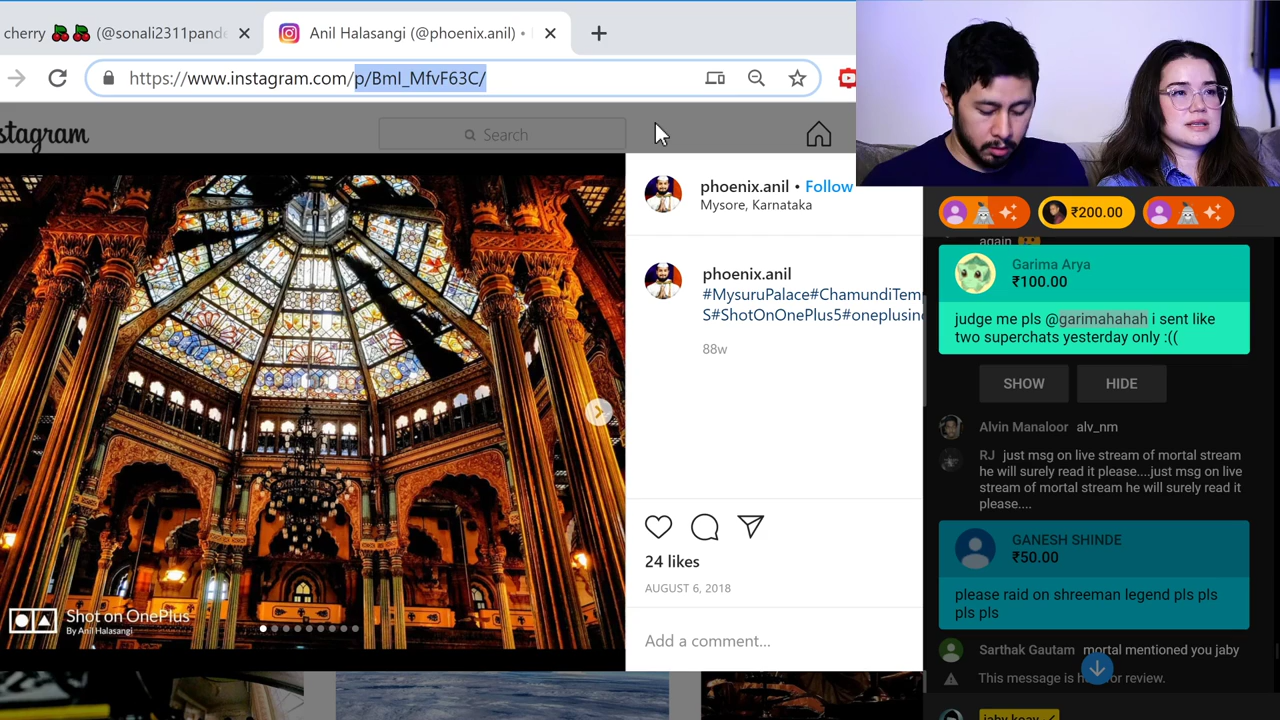 cherry 🍒🍒 (@sonali2311pand
Anil Halasangi (@phoenix.anil) •
https://www.instagram.com/p/BmI_MfvF63C/
stagram
Search
phoenix.anil • Follow
Mysore, Karnataka
phoenix.anil
#MysuruPalace#ChamundiTem
S#ShotOnOnePlus5#oneplusin
88w
24 likes
AUGUST 6, 2018
Add a comment...
Shot on OnePlus
By Anil Halasangi
₹200.00
again
Garima Arya
₹100.00
judge me pls @garimahahah i sent like
two superchats yesterday only :((
SHOW
HIDE
Alvin Manaloor alv_nm
RJ just msg on live stream of mortal stream
he will surely read it please....just msg on live
stream of mortal stream he will surely read it
please....
GANESH SHINDE
₹50.00
please raid on shreeman legend pls pls
pls pls
Sarthak Gautam mortal mentioned you jaby
This message is h for review.
jaby koay